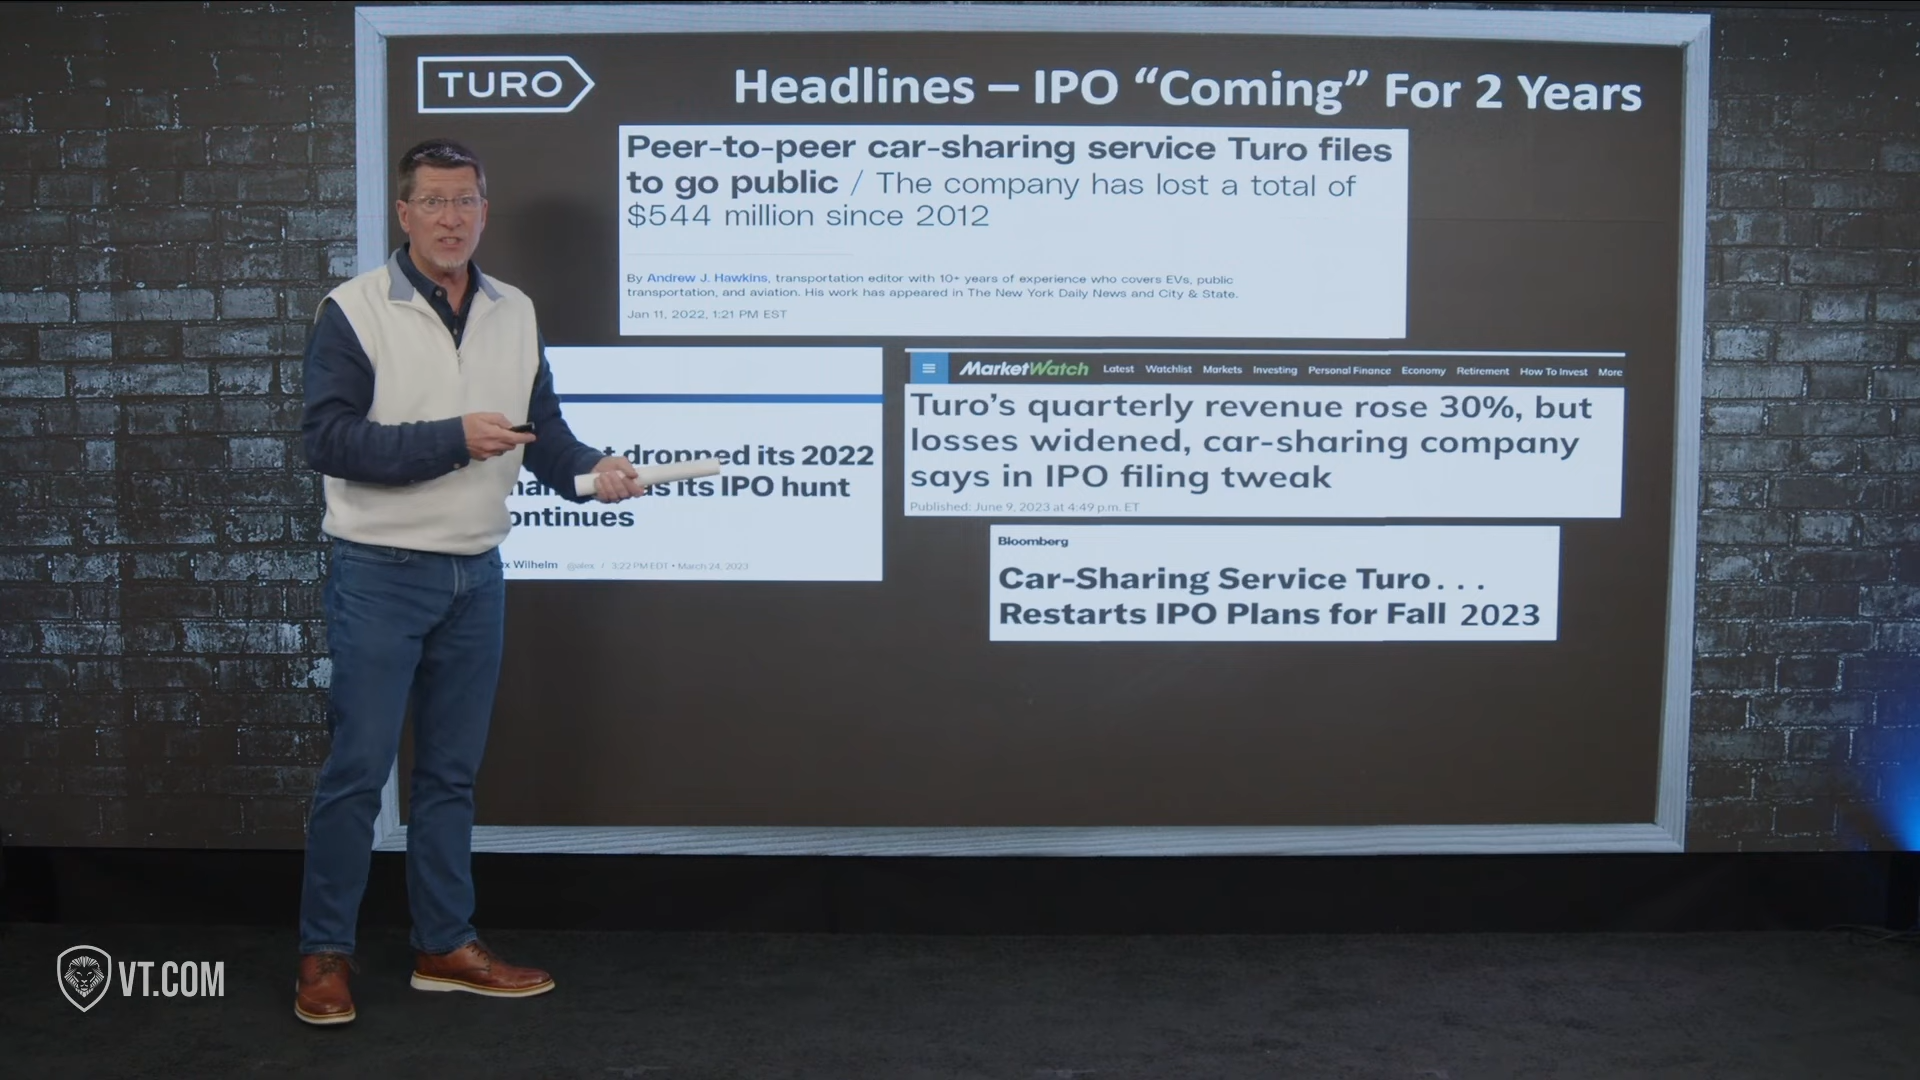 TURO
Headlines – IPO “Coming” For 2 Years
Peer-to-peer car-sharing service Turo files
to go public / The company has lost a total of
$544 million since 2012
By Andrew J. Hawkins, transportation editor with 10+ years of experience who covers EVs, public
transportation, and aviation. His work has appeared in The New York Daily News and City & State.
Jan 11, 2022, 1:21 PM EST
dropped its 2022
its IPO hunt
ontinues
x Wilhelm @alex / 3:22 PM EDT • March 24, 2023
MarketWatch Latest Watchlist Markets Investing Personal Finance Economy Retirement How To Invest More
Turo’s quarterly revenue rose 30%, but
losses widened, car-sharing company
says in IPO filing tweak
Published: June 9, 2023 at 4:49 p.m. ET
Bloomberg
Car-Sharing Service Turo . . .
Restarts IPO Plans for Fall 2023
VT.COM